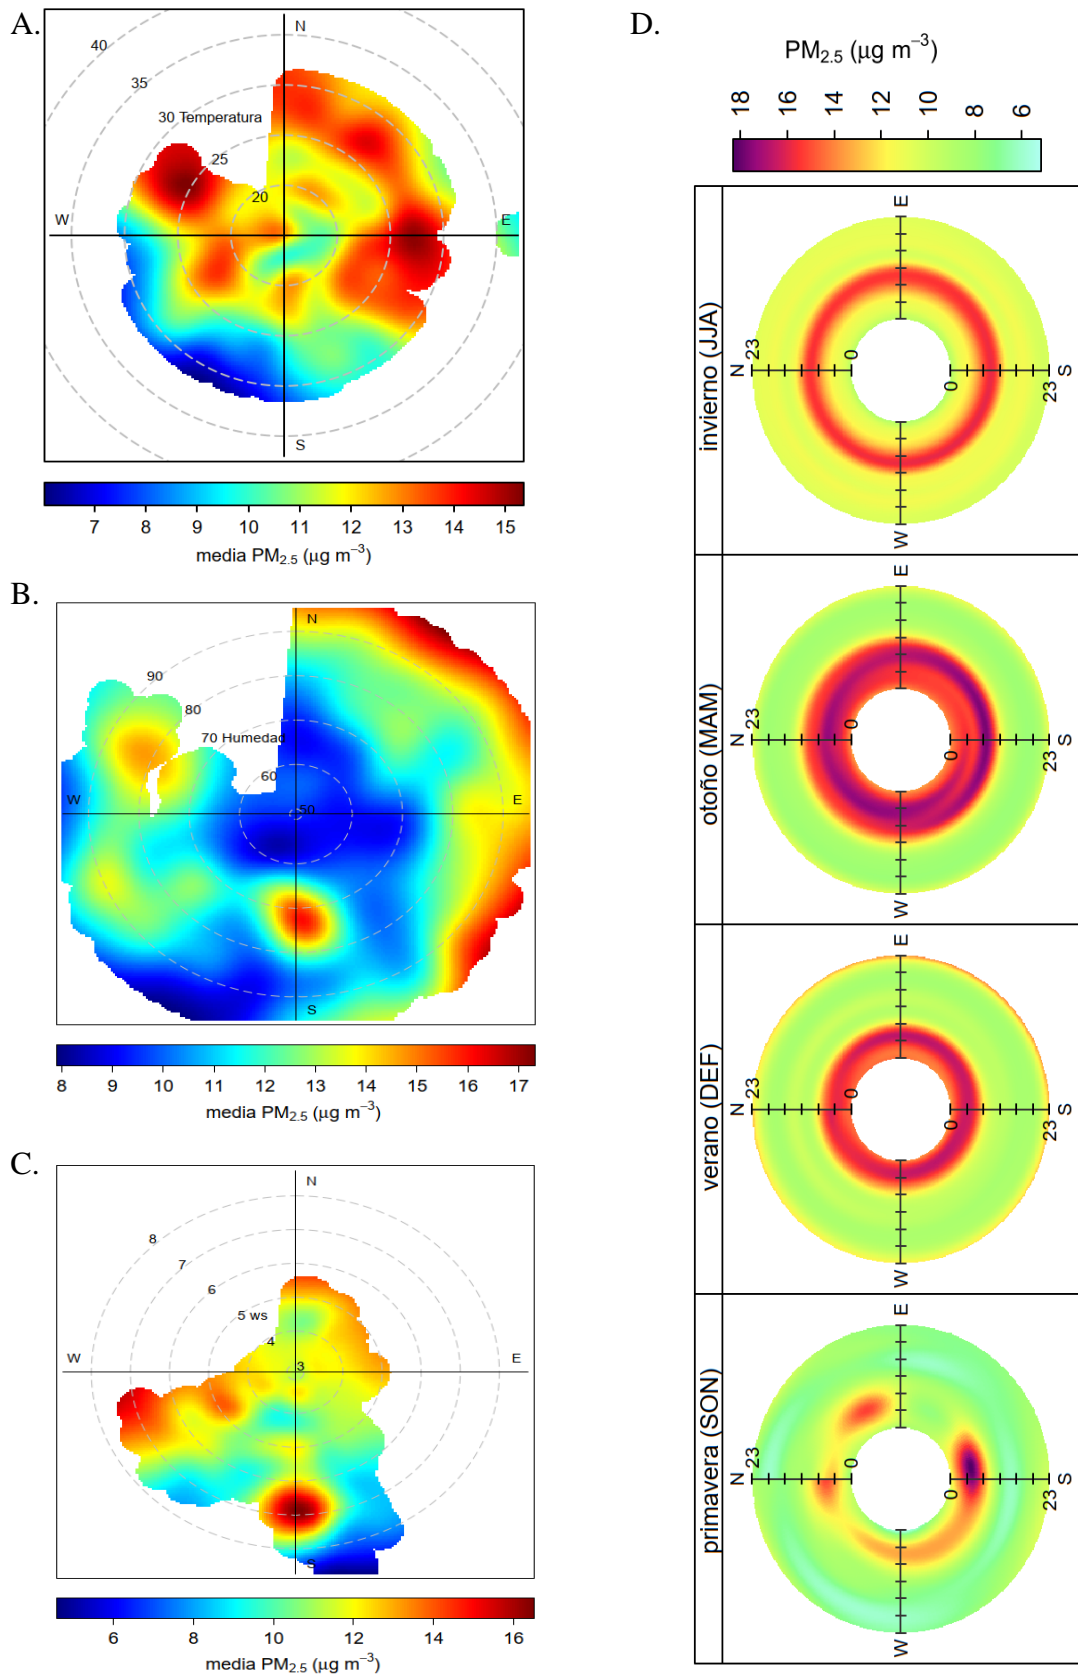 A.
N
40
35
30 Temperatura
25
20
W
E
S
7 8 9 10 11 12 13 14 15
media PM2.5 (μg m−3)
B.
N
90
80
70 Humedad
60
50
W
E
S
8 9 10 11 12 13 14 15 16 17
media PM2.5 (μg m−3)
C.
N
8
7
6
5 ws
4
3
W
E
S
6 8 10 12 14 16
media PM2.5 (μg m−3)
D.
PM2.5 (μg m−3)
18 16 14 11 10 8 6
invierno (JJA)
E
N 23 0
0 23 S
W
otoño (MAM)
E
N 23 0
0 23 S
W
verano (DEF)
E
N 23 0
0 23 S
W
primavera (SON)
E
N 23 0
0 23 S
W